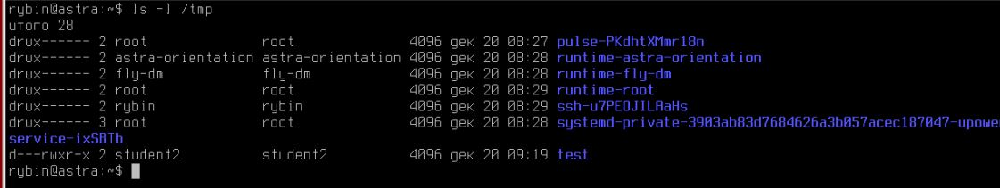 rybin@astra:~$ ls -l /tmp
итого 28
drwx------ 2 root              root              4096 дек 20 08:27 pulse-PKdhtXMmr18n
drwx------ 2 astra-orientation astra-orientation 4096 дек 20 08:28 runtime-astra-orientation
drwx------ 2 fly-dm            fly-dm            4096 дек 20 08:28 runtime-fly-dm
drwx------ 2 root              root              4096 дек 20 08:29 runtime-root
drwx------ 2 rybin             rybin             4096 дек 20 08:29 ssh-u7PEOJILRaHs
drwx------ 3 root              root              4096 дек 20 08:28 systemd-private-3903ab83d7684626a3b057acec187047-upower
service-ixSBTb
d---rwxr-x 2 student2          student2          4096 дек 20 09:19 test
rybin@astra:~$